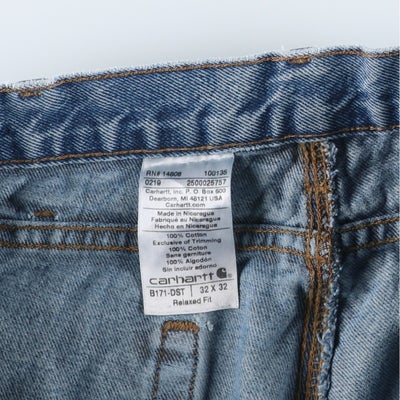 RN# 14806 100135
0219 2500025757
Carhartt, Inc. P.O. Box 600
Dearborn, MI 48121 USA
Carhartt.com
Made in Nicaragua
Fabriqué au Nicaragua
Hecho en Nicaragua
100% Cotton
Exclusive of Trimming
100% Coton
Sans garniture
100% Algodón
Sin incluir adorno
carhartt
B171-DST 32 X 32
Relaxed Fit